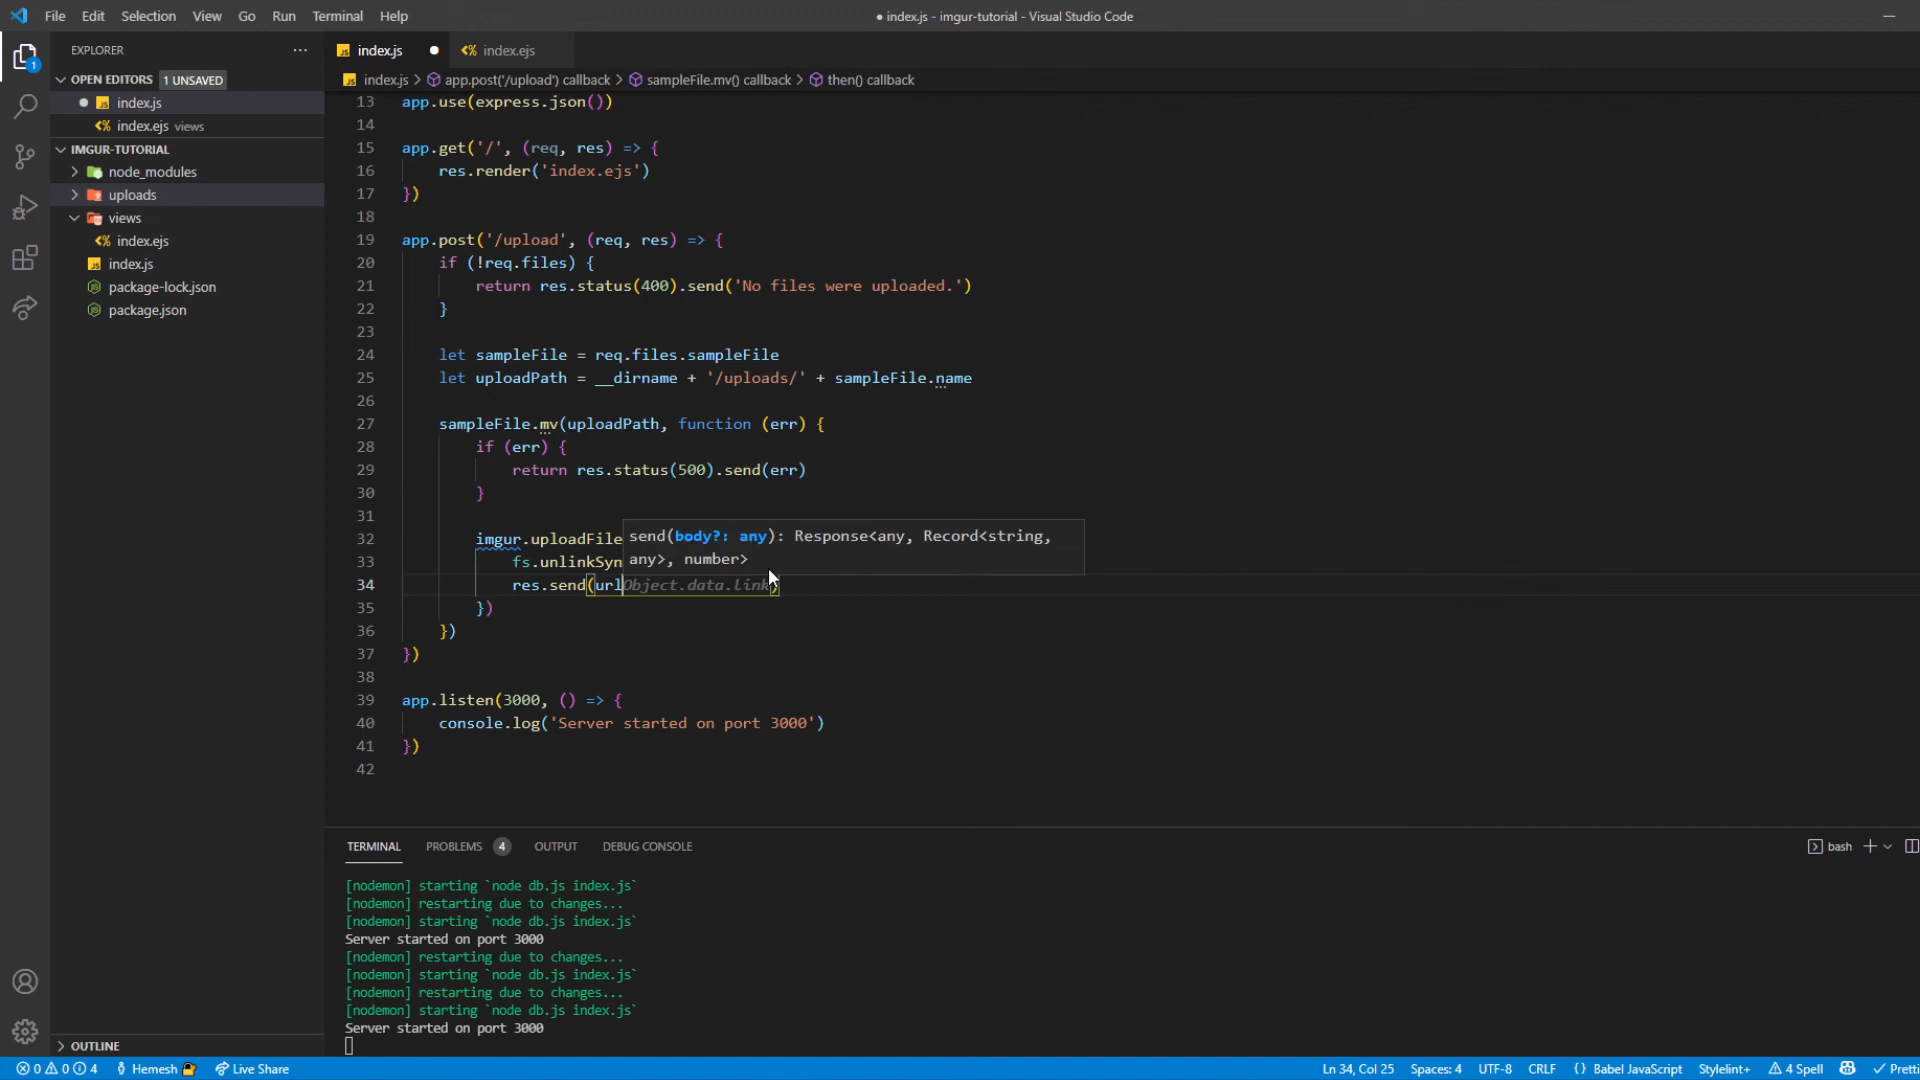 File Edit Selection View Go Run Terminal Help
● index.js - imgur-tutorial - Visual Studio Code
EXPLORER
OPEN EDITORS 1 UNSAVED
index.js
index.ejs views
IMGUR-TUTORIAL
node_modules
uploads
views
index.ejs
index.js
package-lock.json
package.json
OUTLINE
1
index.js index.ejs
index.js > app.post('/upload') callback > sampleFile.mv() callback > then() callback
13 app.use(express.json())
14
15 app.get('/', (req, res) => {
16 res.render('index.ejs')
17 })
18
19 app.post('/upload', (req, res) => {
20 if (!req.files) {
21 return res.status(400).send('No files were uploaded.')
22 }
23
24 let sampleFile = req.files.sampleFile
25 let uploadPath = __dirname + '/uploads/' + sampleFile.name
26
27 sampleFile.mv(uploadPath, function (err) {
28 if (err) {
29 return res.status(500).send(err)
30 }
31
32 imgur.uploadFile
33 fs.unlinkSyn
34 res.send(urlObject.data.link)
35 })
36 })
37 })
38
39 app.listen(3000, () => {
40 console.log('Server started on port 3000')
41 })
42
send(body?: any): Response<any, Record<string,
any>, number>
TERMINAL PROBLEMS 4 OUTPUT DEBUG CONSOLE
bash
[nodemon] starting `node db.js index.js`
[nodemon] restarting due to changes...
[nodemon] starting `node db.js index.js`
Server started on port 3000
[nodemon] restarting due to changes...
[nodemon] starting `node db.js index.js`
[nodemon] restarting due to changes...
[nodemon] starting `node db.js index.js`
Server started on port 3000
0 0 4 Hemesh Live Share
Ln 34, Col 25 Spaces: 4 UTF-8 CRLF { } Babel JavaScript Stylelint+ 4 Spell Pretti